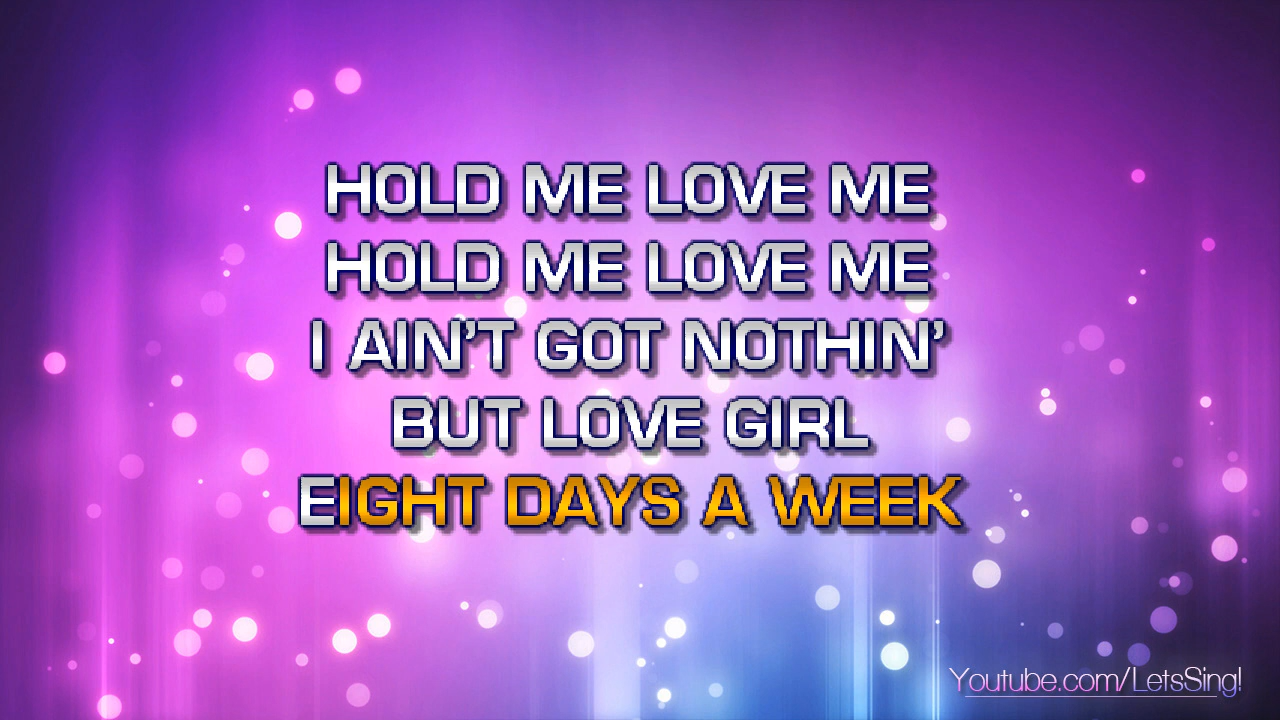 HOLD ME LOVE ME
HOLD ME LOVE ME
I AIN'T GOT NOTHIN'
BUT LOVE GIRL
EIGHT DAYS A WEEK
Youtube.com/LetsSing!